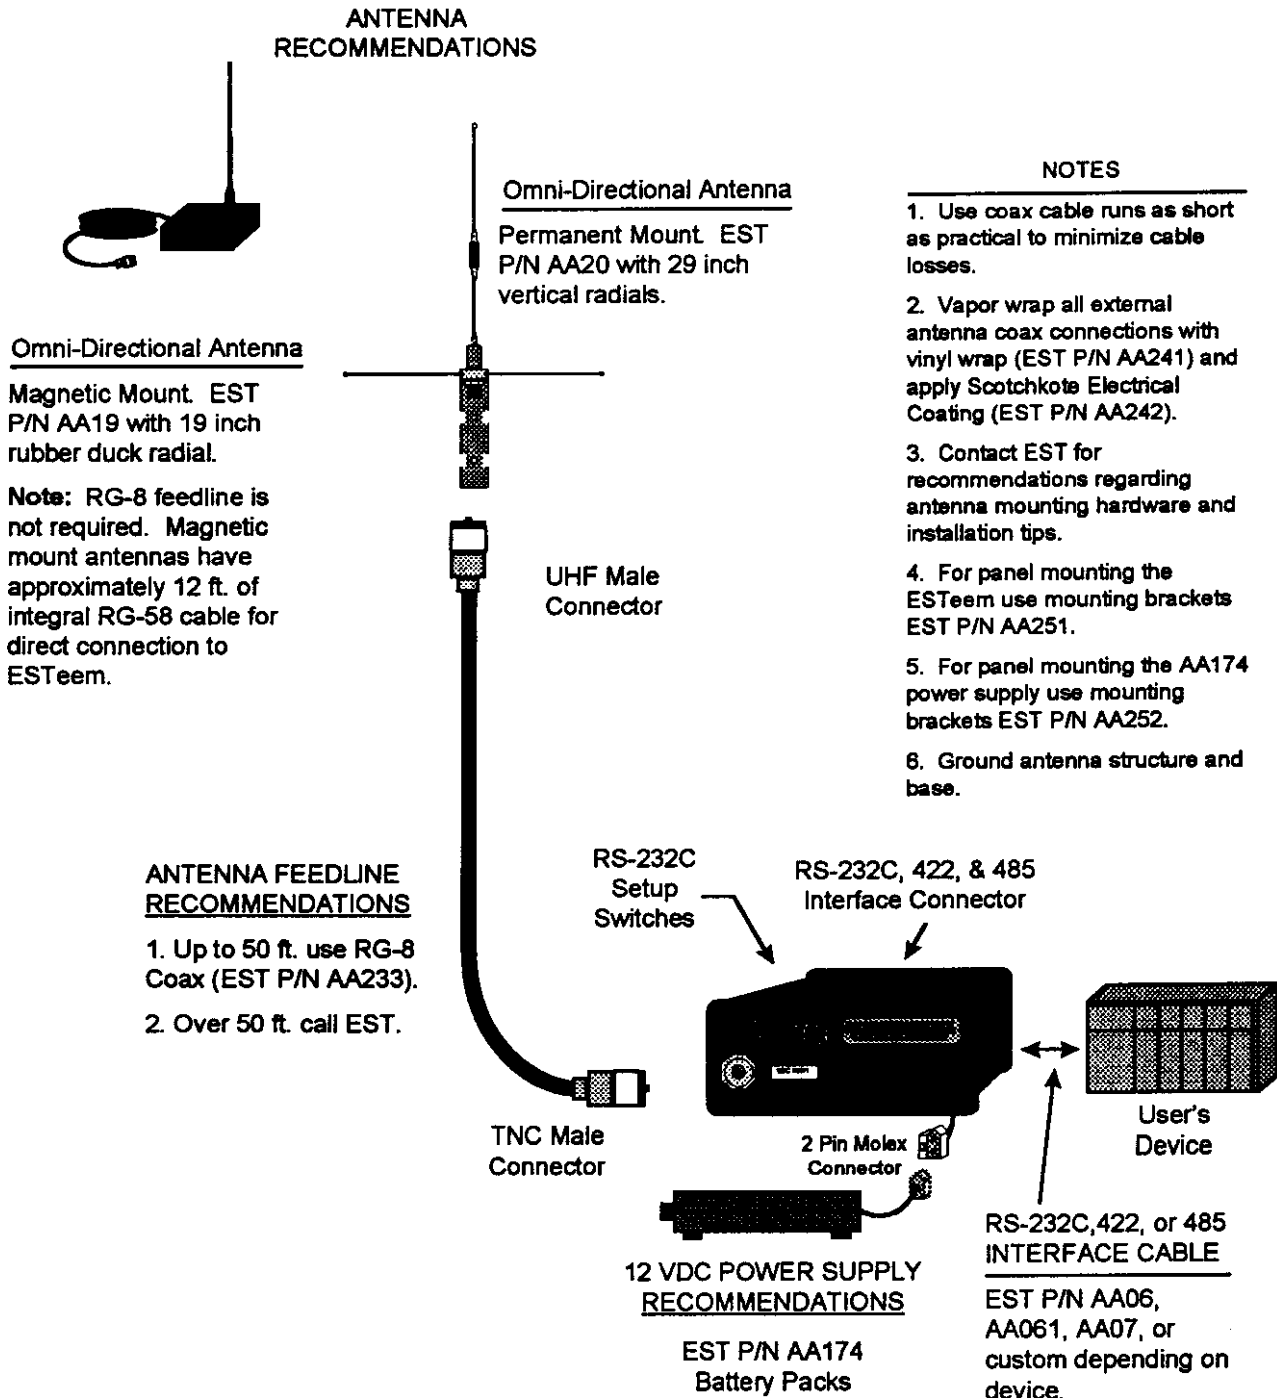 ANTENNA
RECOMMENDATIONS
Omni-Directional Antenna
Permanent Mount. EST
P/N AA20 with 29 inch
vertical radials.
Omni-Directional Antenna
Magnetic Mount. EST
P/N AA19 with 19 inch
rubber duck radial.
Note: RG-8 feedline is
not required. Magnetic
mount antennas have
approximately 12 ft. of
integral RG-58 cable for
direct connection to
ESTeem.
NOTES
1. Use coax cable runs as short
as practical to minimize cable
losses.
2. Vapor wrap all external
antenna coax connections with
vinyl wrap (EST P/N AA241) and
apply Scotchkote Electrical
Coating (EST P/N AA242).
3. Contact EST for
recommendations regarding
antenna mounting hardware and
installation tips.
4. For panel mounting the
ESTeem use mounting brackets
EST P/N AA251.
5. For panel mounting the AA174
power supply use mounting
brackets EST P/N AA252.
6. Ground antenna structure and
base.
UHF Male
Connector
ANTENNA FEEDLINE
RECOMMENDATIONS
1. Up to 50 ft. use RG-8
Coax (EST P/N AA233).
2. Over 50 ft. call EST.
RS-232C
Setup
Switches
RS-232C, 422, & 485
Interface Connector
TNC Male
Connector
2 Pin Molex
Connector
User's
Device
12 VDC POWER SUPPLY
RECOMMENDATIONS
EST P/N AA174
Battery Packs
RS-232C,422, or 485
INTERFACE CABLE
EST P/N AA06,
AA061, AA07, or
custom depending on
device.